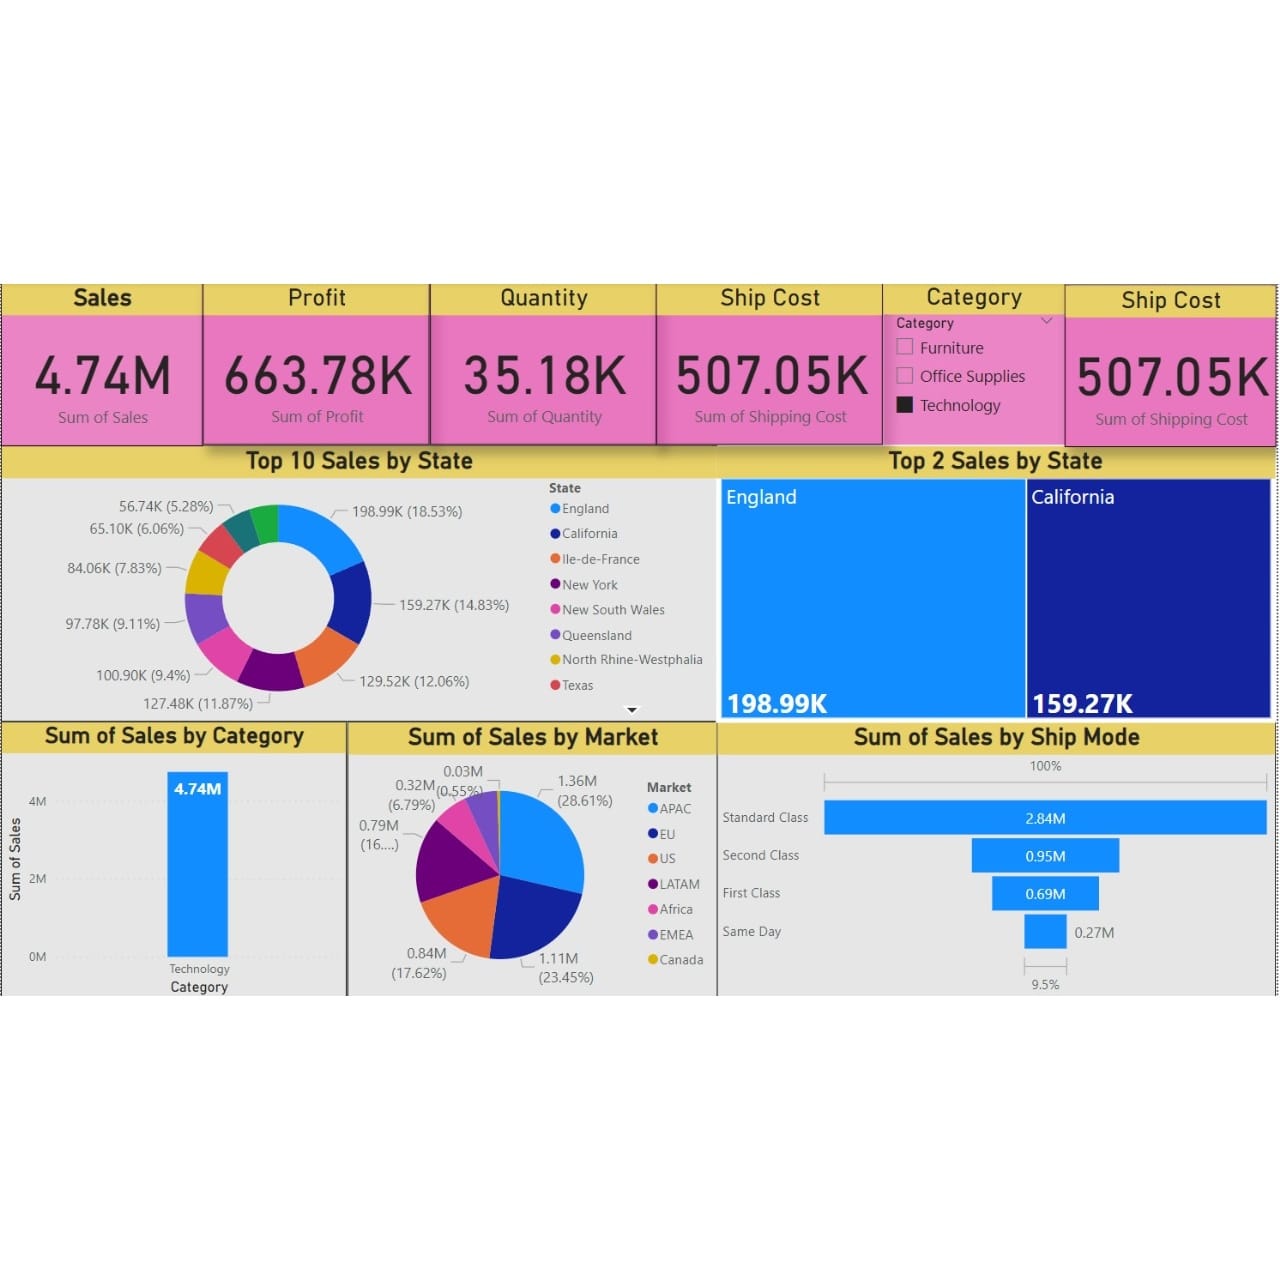 Sales
Profit
Quantity
Ship Cost
Category
Ship Cost
4.74M
Sum of Sales
663.78K
Sum of Profit
35.18K
Sum of Quantity
507.05K
Sum of Shipping Cost
Category
Furniture
Office Supplies
Technology
507.05K
Sum of Shipping Cost
Top 10 Sales by State
56.74K (5.28%)
65.10K (6.06%)
84.06K (7.83%)
97.78K (9.11%)
100.90K (9.4%)
127.48K (11.87%)
198.99K (18.53%)
159.27K (14.83%)
129.52K (12.06%)
State
England
California
Ile-de-France
New York
New South Wales
Queensland
North Rhine-Westphalia
Texas
Top 2 Sales by State
England
198.99K
California
159.27K
Sum of Sales by Category
Sum of Sales
4M
2M
0M
4.74M
Technology
Category
Sum of Sales by Market
0.03M
(0.55%)
0.32M
(6.79%)
0.79M
(16....)
0.84M
(17.62%)
1.36M
(28.61%)
1.11M
(23.45%)
Market
APAC
EU
US
LATAM
Africa
EMEA
Canada
Sum of Sales by Ship Mode
100%
Standard Class
2.84M
Second Class
0.95M
First Class
0.69M
Same Day
0.27M
9.5%